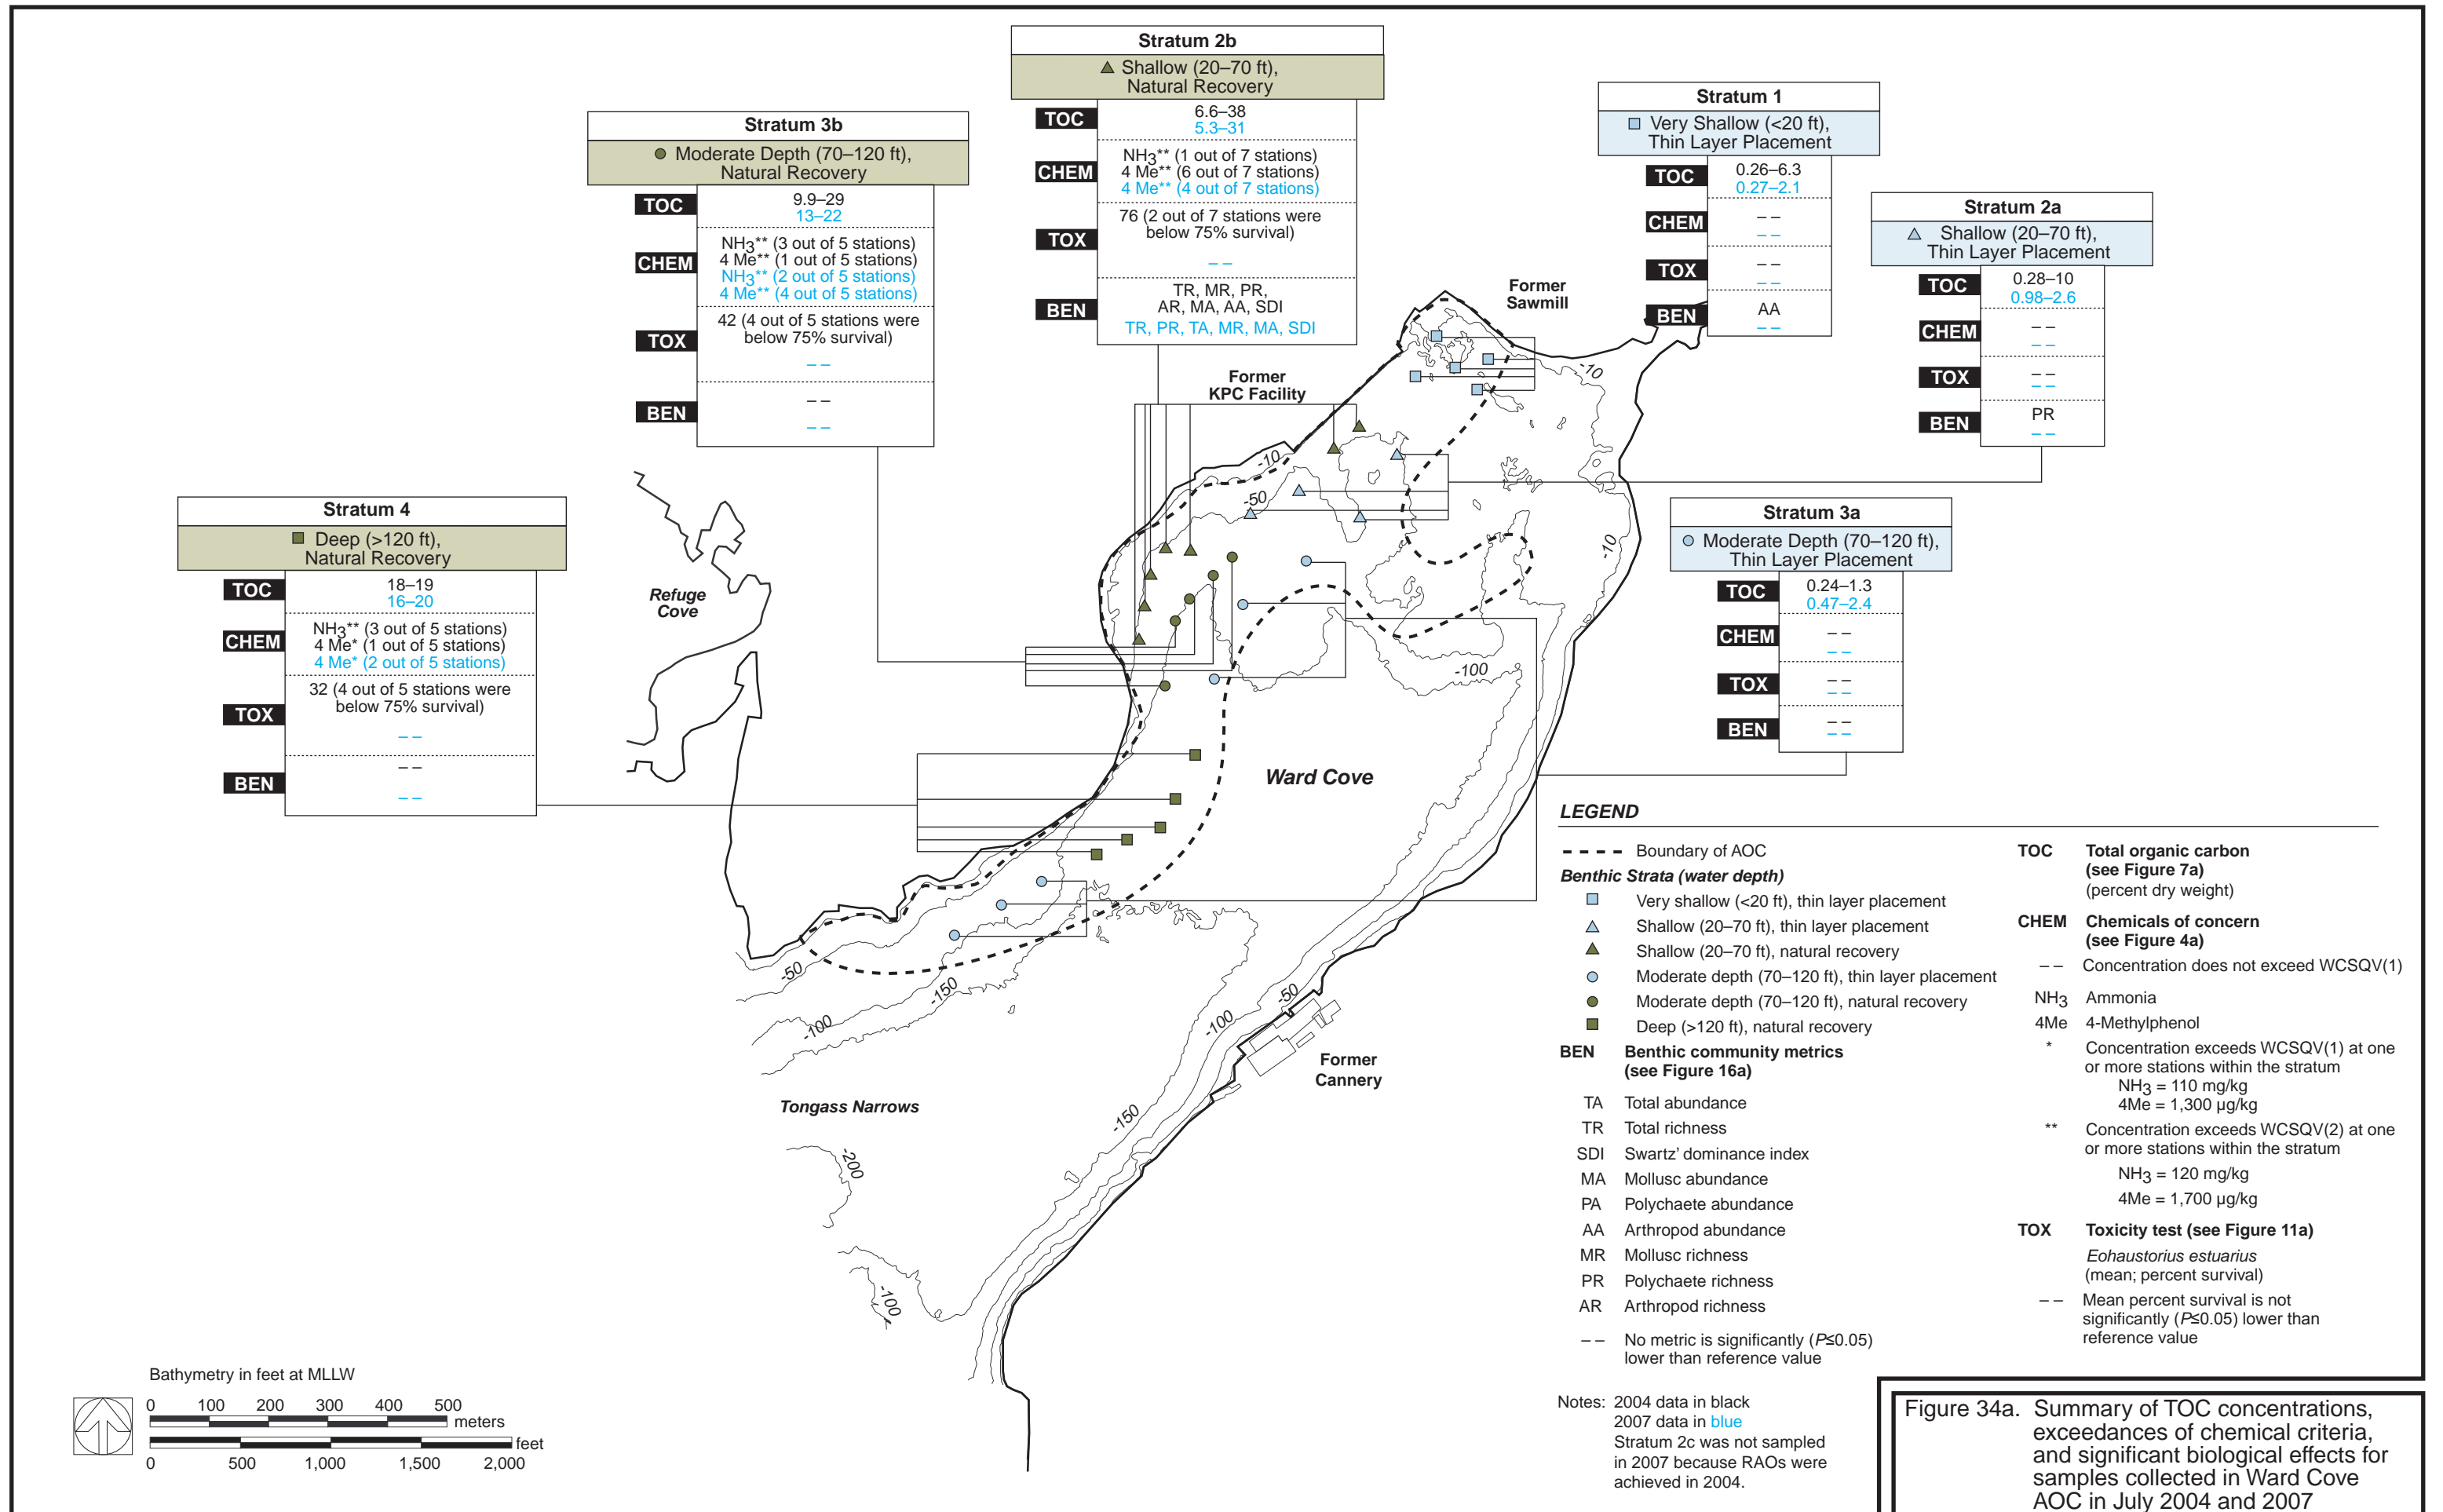 Stratum 2b
Shallow (20–70 ft),
Natural Recovery
TOC
6.6–38
5.3–31
CHEM
NH3** (1 out of 7 stations)
4 Me** (6 out of 7 stations)
4 Me** (4 out of 7 stations)
TOX
76 (2 out of 7 stations were
below 75% survival)
– –
BEN
TR, MR, PR,
AR, MA, AA, SDI
TR, PR, TA, MR, MA, SDI
Stratum 1
Very Shallow (<20 ft),
Thin Layer Placement
TOC
0.26–6.3
0.27–2.1
CHEM
– –
– –
TOX
– –
– –
BEN
AA
– –
Stratum 3b
Moderate Depth (70–120 ft),
Natural Recovery
TOC
9.9–29
13–22
CHEM
NH3** (3 out of 5 stations)
4 Me** (1 out of 5 stations)
NH3** (2 out of 5 stations)
4 Me** (4 out of 5 stations)
TOX
42 (4 out of 5 stations were
below 75% survival)
– –
BEN
– –
– –
Stratum 2a
Shallow (20–70 ft),
Thin Layer Placement
TOC
0.28–10
0.98–2.6
CHEM
– –
– –
TOX
– –
– –
BEN
PR
– –
Former
Sawmill
Former
KPC Facility
-10
-10
-50
-10
-100
Stratum 4
Deep (>120 ft),
Natural Recovery
TOC
18–19
16–20
CHEM
NH3** (3 out of 5 stations)
4 Me* (1 out of 5 stations)
4 Me* (2 out of 5 stations)
TOX
32 (4 out of 5 stations were
below 75% survival)
– –
BEN
– –
– –
Refuge
Cove
Stratum 3a
Moderate Depth (70–120 ft),
Thin Layer Placement
TOC
0.24–1.3
0.47–2.4
CHEM
– –
– –
TOX
– –
– –
BEN
– –
– –
Ward Cove
-50
-150
-100
-50
-100
-150
-200
-100
Former
Cannery
Tongass Narrows
LEGEND
Boundary of AOC
Benthic Strata (water depth)
Very shallow (<20 ft), thin layer placement
Shallow (20–70 ft), thin layer placement
Shallow (20–70 ft), natural recovery
Moderate depth (70–120 ft), thin layer placement
Moderate depth (70–120 ft), natural recovery
Deep (>120 ft), natural recovery
BEN Benthic community metrics
(see Figure 16a)
TA Total abundance
TR Total richness
SDI Swartz' dominance index
MA Mollusc abundance
PA Polychaete abundance
AA Arthropod abundance
MR Mollusc richness
PR Polychaete richness
AR Arthropod richness
– – No metric is significantly (P≤0.05)
lower than reference value
TOC Total organic carbon
(see Figure 7a)
(percent dry weight)
CHEM Chemicals of concern
(see Figure 4a)
– – Concentration does not exceed WCSQV(1)
NH3 Ammonia
4Me 4-Methylphenol
* Concentration exceeds WCSQV(1) at one
or more stations within the stratum
NH3 = 110 mg/kg
4Me = 1,300 µg/kg
** Concentration exceeds WCSQV(2) at one
or more stations within the stratum
NH3 = 120 mg/kg
4Me = 1,700 µg/kg
TOX Toxicity test (see Figure 11a)
Eohaustorius estuarius
(mean; percent survival)
– – Mean percent survival is not
significantly (P≤0.05) lower than
reference value
Notes: 2004 data in black
2007 data in blue
Stratum 2c was not sampled
in 2007 because RAOs were
achieved in 2004.
Bathymetry in feet at MLLW
0 100 200 300 400 500
meters
feet
0 500 1,000 1,500 2,000
Figure 34a. Summary of TOC concentrations,
exceedances of chemical criteria,
and significant biological effects for
samples collected in Ward Cove
AOC in July 2004 and 2007